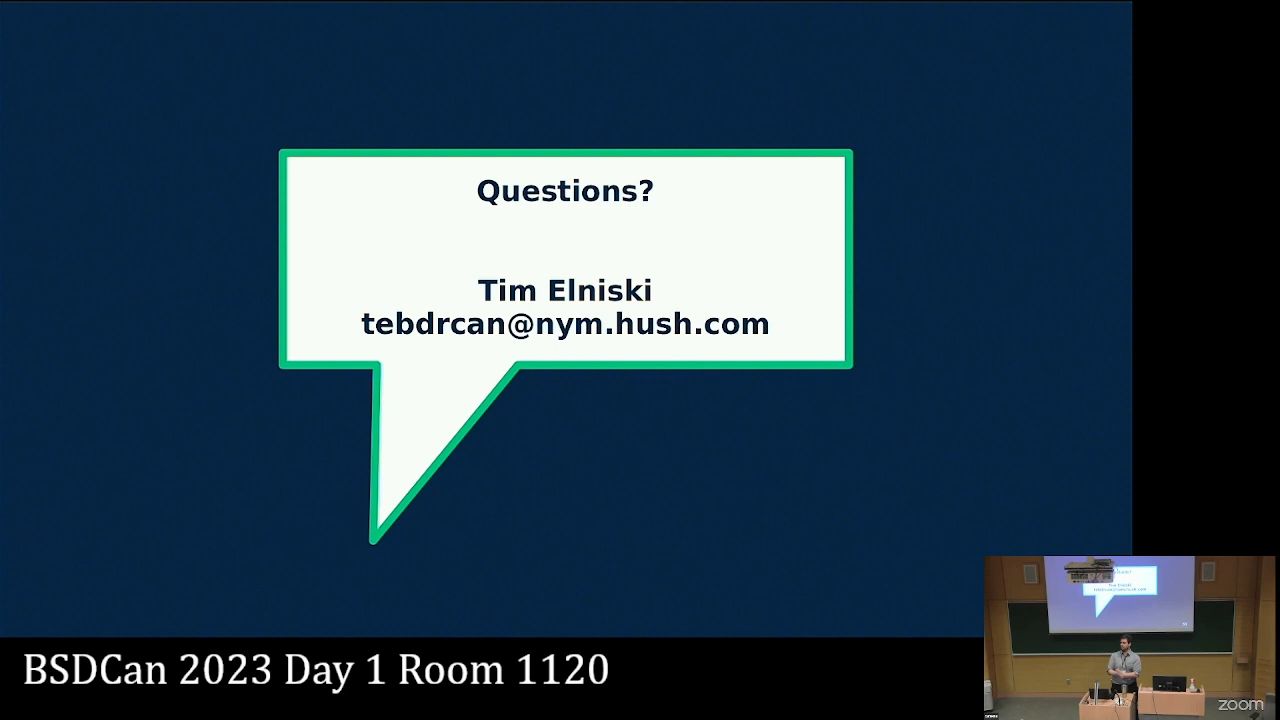 Questions?
Tim Elniski
tebdrcan@nym.hush.com
BSDCan 2023 Day 1 Room 1120
zoom